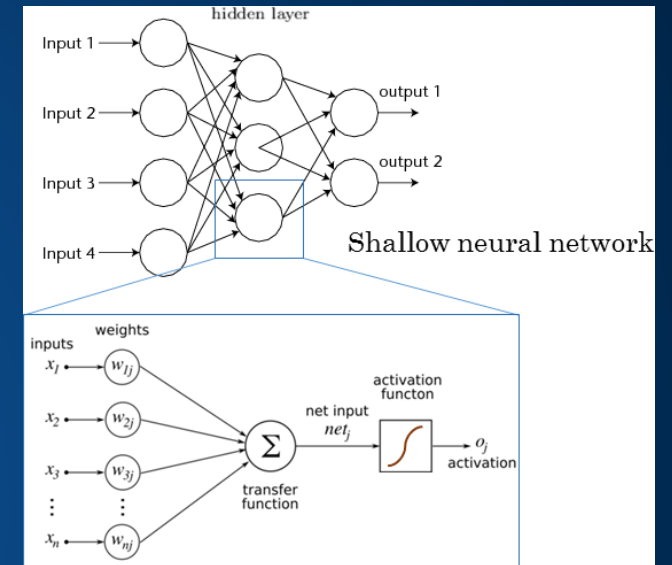 hidden layer
Input 1
Input 2
Input 3
Input 4
output 1
output 2
Shallow neural network
inputs
weights
x₁
w₁ⱼ
x₂
w₂ⱼ
x₃
w₃ⱼ
⋮
⋮
xₙ
wₙⱼ
Σ
transfer
function
net input
netⱼ
activation
functon
oⱼ
activation